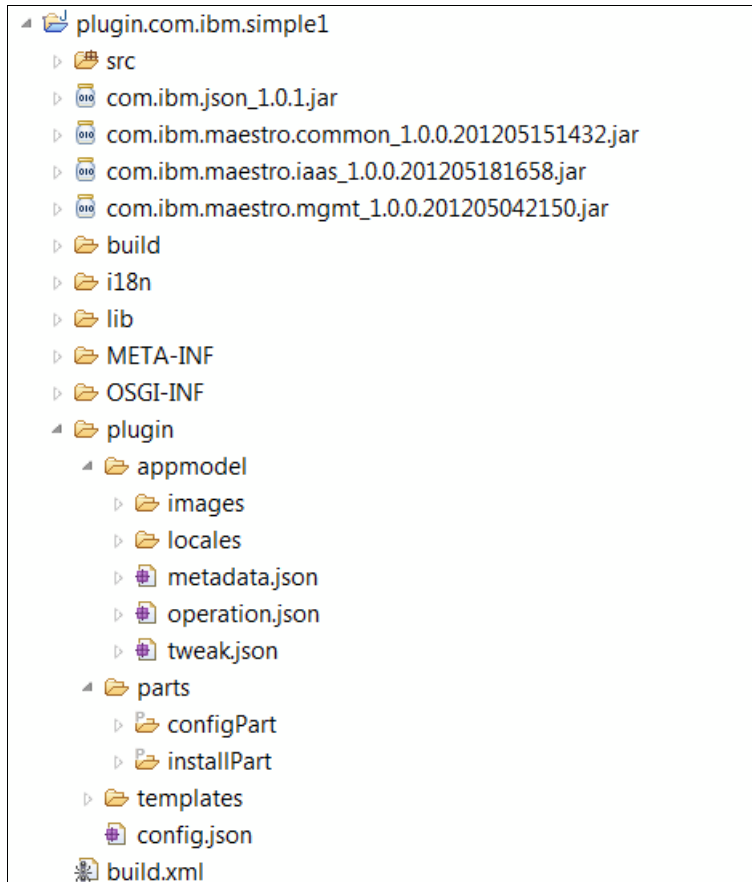 plugin.com.ibm.simple1
src
com.ibm.json_1.0.1.jar
com.ibm.maestro.common_1.0.0.201205151432.jar
com.ibm.maestro.iaas_1.0.0.201205181658.jar
com.ibm.maestro.mgmt_1.0.0.201205042150.jar
build
i18n
lib
META-INF
OSGI-INF
plugin
appmodel
images
locales
metadata.json
operation.json
tweak.json
parts
configPart
installPart
templates
config.json
build.xml